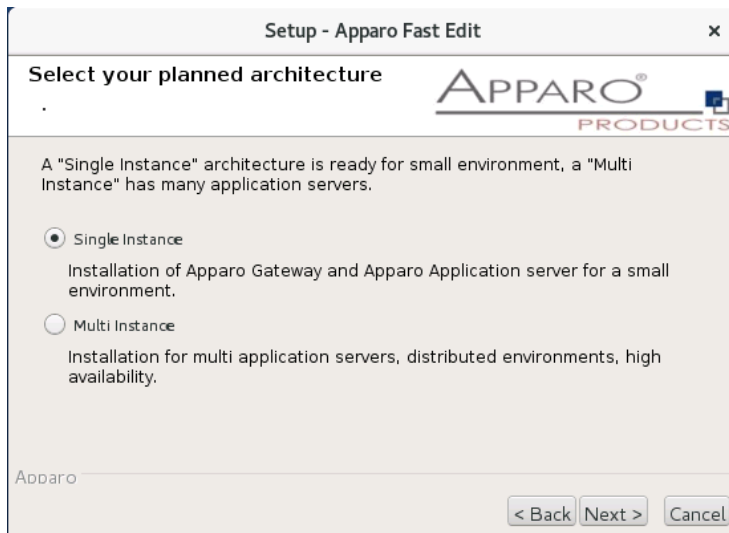 Setup - Apparo Fast Edit
×
Select your planned architecture
.
APPARO®
PRODUCTS
A "Single Instance" architecture is ready for small environment, a "Multi
Instance" has many application servers.
Single Instance
Installation of Apparo Gateway and Apparo Application server for a small
environment.
Multi Instance
Installation for multi application servers, distributed environments, high
availability.
Apparo
< Back Next > Cancel